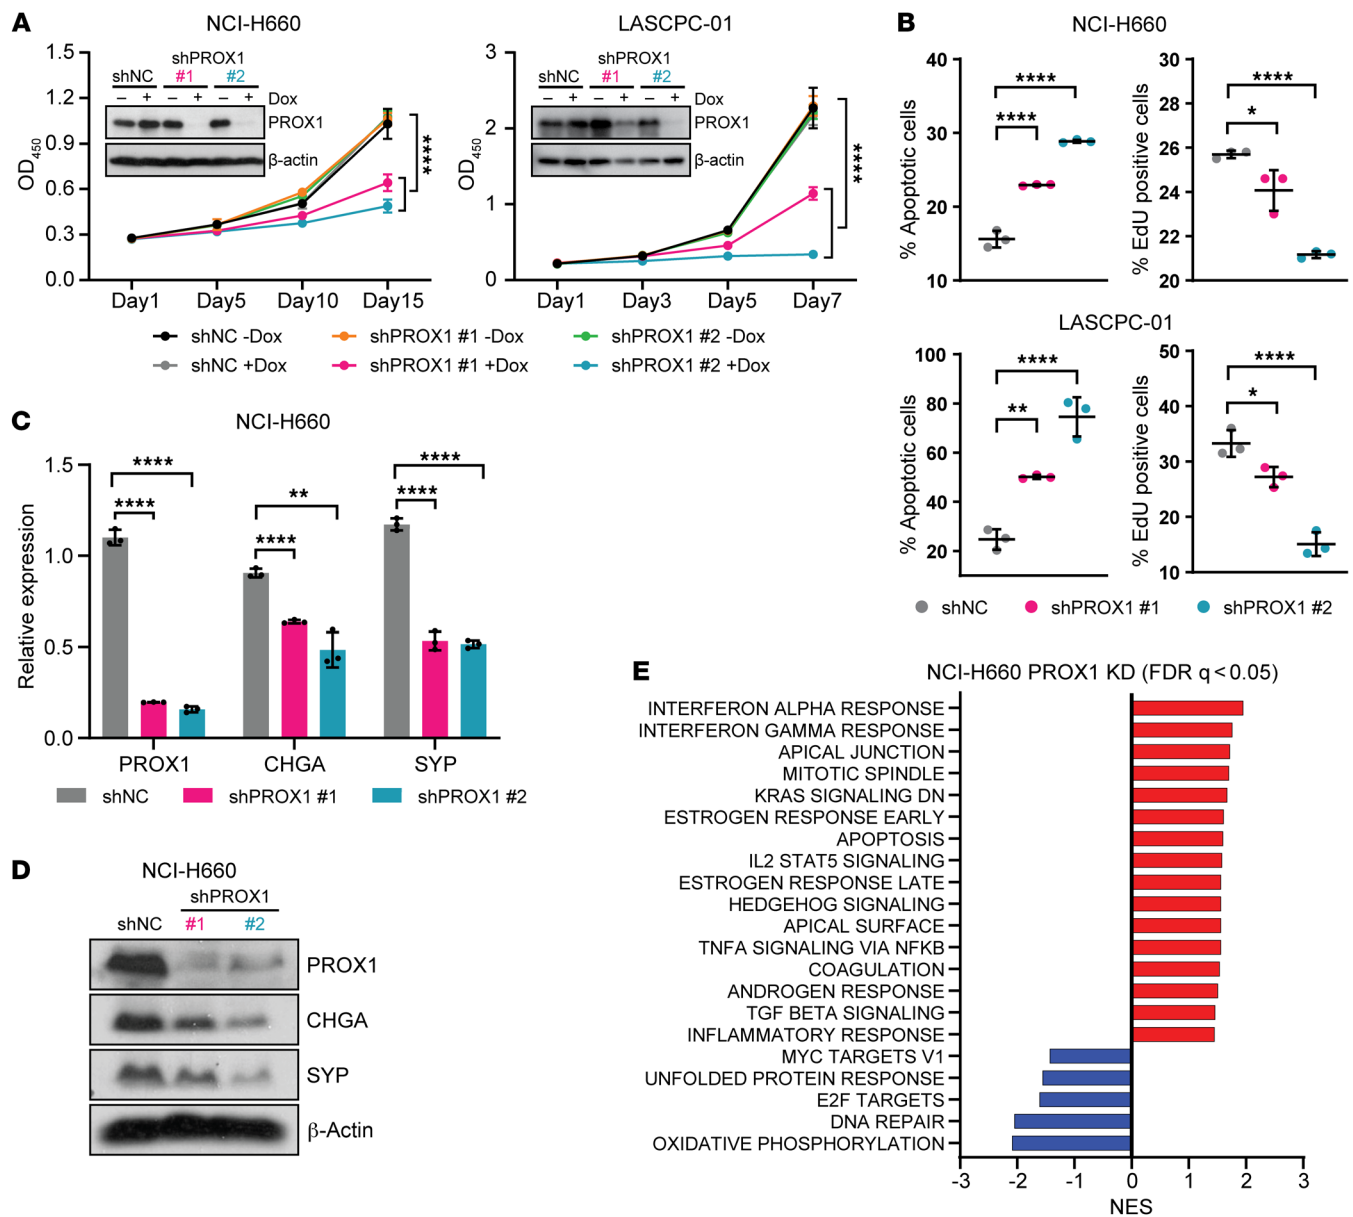 A
NCI-H660
OD450
1.5
1.2
0.9
0.6
0.3
0.0
shPROX1
shNC #1 #2
– + – + – + Dox
PROX1
β-actin
****
Day1 Day5 Day10 Day15
LASCPC-01
OD450
3
2
1
0
shPROX1
shNC #1 #2
– + – + – + Dox
PROX1
β-actin
****
Day1 Day3 Day5 Day7
shNC -Dox shPROX1 #1 -Dox shPROX1 #2 -Dox
shNC +Dox shPROX1 #1 +Dox shPROX1 #2 +Dox
B
NCI-H660
% Apoptotic cells
40
30
20
10
****
****
% EdU positive cells
30
28
26
24
22
20
****
*
LASCPC-01
% Apoptotic cells
100
80
60
40
20
****
**
% EdU positive cells
50
40
30
20
10
****
*
shNC shPROX1 #1 shPROX1 #2
C
NCI-H660
Relative expression
1.5
1.0
0.5
0.0
****
****
**
****
****
****
PROX1 CHGA SYP
shNC shPROX1 #1 shPROX1 #2
D
NCI-H660
shPROX1
shNC #1 #2
PROX1
CHGA
SYP
β-Actin
E
NCI-H660 PROX1 KD (FDR q<0.05)
INTERFERON ALPHA RESPONSE
INTERFERON GAMMA RESPONSE
APICAL JUNCTION
MITOTIC SPINDLE
KRAS SIGNALING DN
ESTROGEN RESPONSE EARLY
APOPTOSIS
IL2 STAT5 SIGNALING
ESTROGEN RESPONSE LATE
HEDGEHOG SIGNALING
APICAL SURFACE
TNFA SIGNALING VIA NFKB
COAGULATION
ANDROGEN RESPONSE
TGF BETA SIGNALING
INFLAMMATORY RESPONSE
MYC TARGETS V1
UNFOLDED PROTEIN RESPONSE
E2F TARGETS
DNA REPAIR
OXIDATIVE PHOSPHORYLATION
-3 -2 -1 0 1 2 3
NES